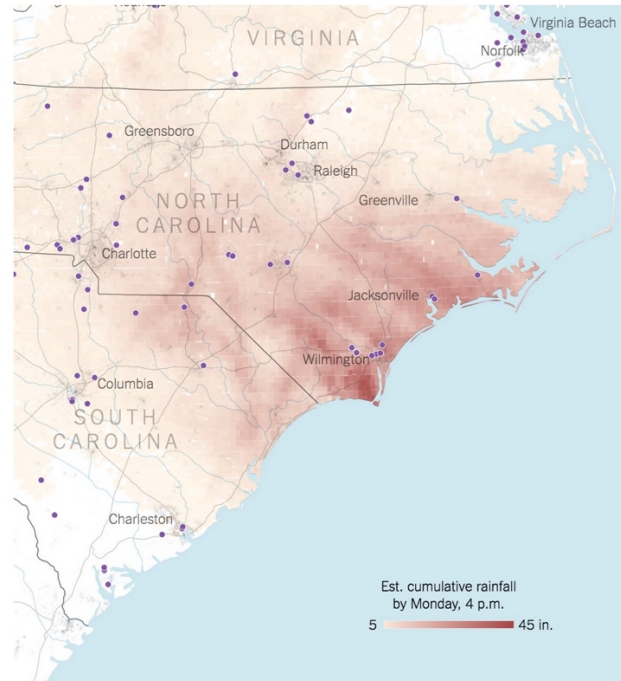 VIRGINIA
Virginia Beach
Norfolk
Greensboro
Durham
Raleigh
NORTH
CAROLINA
Greenville
Charlotte
Jacksonville
Wilmington
Columbia
SOUTH
CAROLINA
Charleston
Est. cumulative rainfall
by Monday, 4 p.m.
5 45 in.